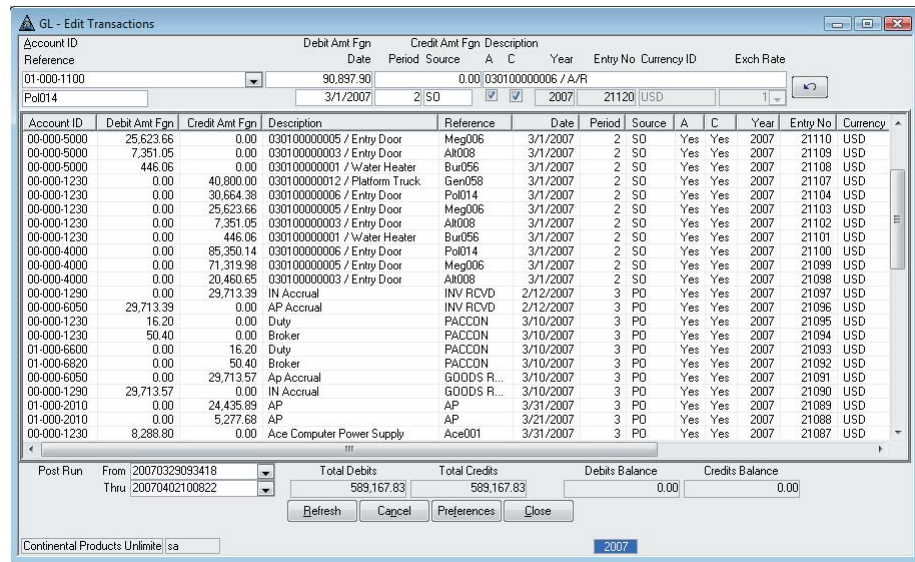 GL - Edit Transactions
Account ID Debit Amt Fgn Credit Amt Fgn Description
Reference Date Period Source A C Year Entry No Currency ID Exch Rate
01-000-1100 90,897.90 0.00 030100000006 / A/R
Pol014 3/1/2007 2 SO 2007 21120 USD 1
Account ID Debit Amt Fgn Credit Amt Fgn Description Reference Date Period Source A C Year Entry No Currency
00-000-5000 25,623.66 0.00 030100000005 / Entry Door Meg006 3/1/2007 2 SO Yes Yes 2007 21110 USD
00-000-5000 7,351.05 0.00 030100000003 / Entry Door Alt008 3/1/2007 2 SO Yes Yes 2007 21109 USD
00-000-5000 446.06 0.00 030100000001 / Water Heater Bur056 3/1/2007 2 SO Yes Yes 2007 21108 USD
00-000-1230 0.00 40,800.00 030100000012 / Platform Truck Gen058 3/1/2007 2 SO Yes Yes 2007 21107 USD
00-000-1230 0.00 30,664.38 030100000006 / Entry Door Pol014 3/1/2007 2 SO Yes Yes 2007 21104 USD
00-000-1230 0.00 25,623.66 030100000005 / Entry Door Meg006 3/1/2007 2 SO Yes Yes 2007 21103 USD
00-000-1230 0.00 7,351.05 030100000003 / Entry Door Alt008 3/1/2007 2 SO Yes Yes 2007 21102 USD
00-000-1230 0.00 446.06 030100000001 / Water Heater Bur056 3/1/2007 2 SO Yes Yes 2007 21101 USD
00-000-4000 0.00 85,350.14 030100000006 / Entry Door Pol014 3/1/2007 2 SO Yes Yes 2007 21100 USD
00-000-4000 0.00 71,319.98 030100000005 / Entry Door Meg006 3/1/2007 2 SO Yes Yes 2007 21099 USD
00-000-4000 0.00 20,460.65 030100000003 / Entry Door Alt008 3/1/2007 2 SO Yes Yes 2007 21098 USD
00-000-1290 0.00 29,713.39 IN Accrual INV RCVD 2/12/2007 3 PO Yes Yes 2007 21097 USD
00-000-6050 29,713.39 0.00 AP Accrual INV RCVD 2/12/2007 3 PO Yes Yes 2007 21096 USD
00-000-1230 16.20 0.00 Duty PACCON 3/10/2007 3 PO Yes Yes 2007 21095 USD
00-000-1230 50.40 0.00 Broker PACCON 3/10/2007 3 PO Yes Yes 2007 21094 USD
01-000-6600 0.00 16.20 Duty PACCON 3/10/2007 3 PO Yes Yes 2007 21093 USD
01-000-6820 0.00 50.40 Broker PACCON 3/10/2007 3 PO Yes Yes 2007 21092 USD
00-000-6050 0.00 29,713.57 Ap Accrual GOODS R... 3/10/2007 3 PO Yes Yes 2007 21091 USD
00-000-1290 29,713.57 0.00 IN Accrual GOODS R... 3/10/2007 3 PO Yes Yes 2007 21090 USD
01-000-2010 0.00 24,435.89 AP AP 3/31/2007 3 PO Yes Yes 2007 21089 USD
01-000-2010 0.00 5,277.68 AP AP 3/21/2007 3 PO Yes Yes 2007 21088 USD
00-000-1230 8,288.80 0.00 Ace Computer Power Supply Ace001 3/31/2007 3 PO Yes Yes 2007 21087 USD
Post Run From 20070329093418 Total Debits Total Credits Debits Balance Credits Balance
Thru 20070402100822 589,167.83 589,167.83 0.00 0.00
Refresh Cancel Preferences Close
Continental Products Unlimite sa 2007